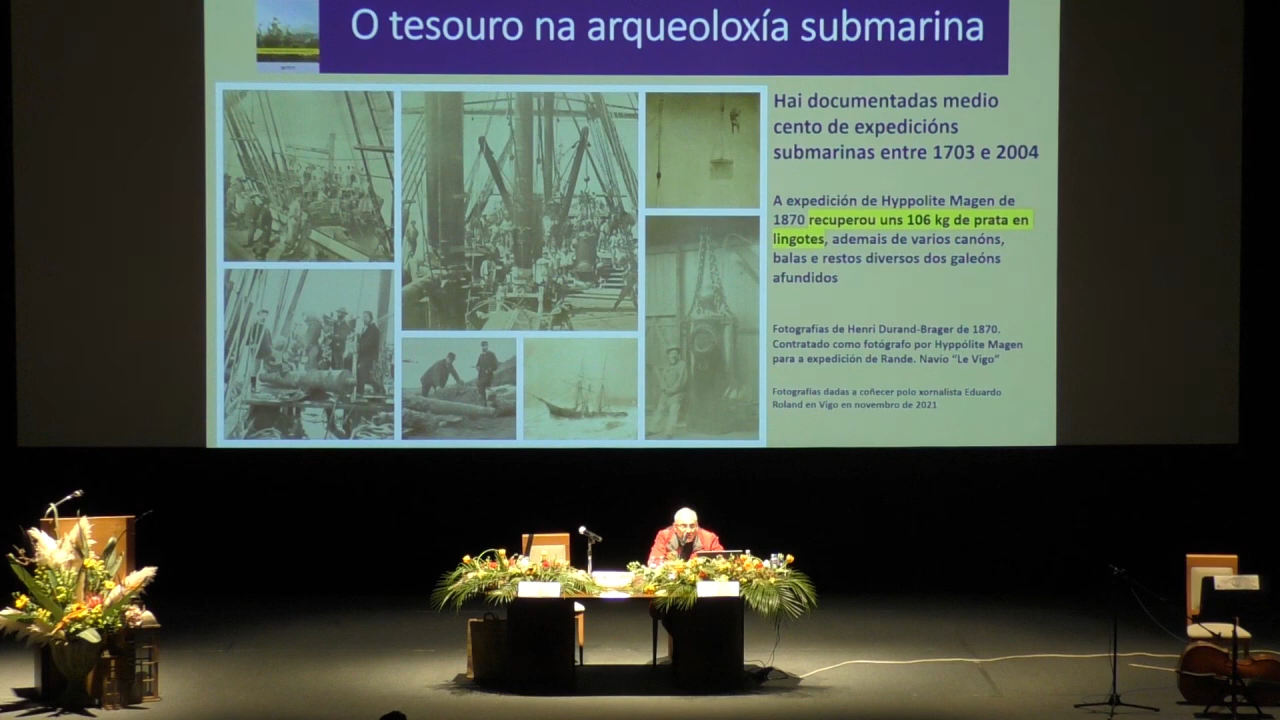 O tesouro na arqueoloxía submarina
Hai documentadas medio
cento de expedicións
submarinas entre 1703 e 2004
A expedición de Hyppolite Magen de
1870 recuperou uns 106 kg de prata en
lingotes, ademais de varios canóns,
balas e restos diversos dos galeóns
afundidos
Fotografías de Henri Durand-Brager de 1870.
Contratado como fotógrafo por Hyppólite Magen
para a expedición de Rande. Navío “Le Vigo”
Fotografías dadas a coñecer polo xornalista Eduardo
Roland en Vigo en novembro de 2021